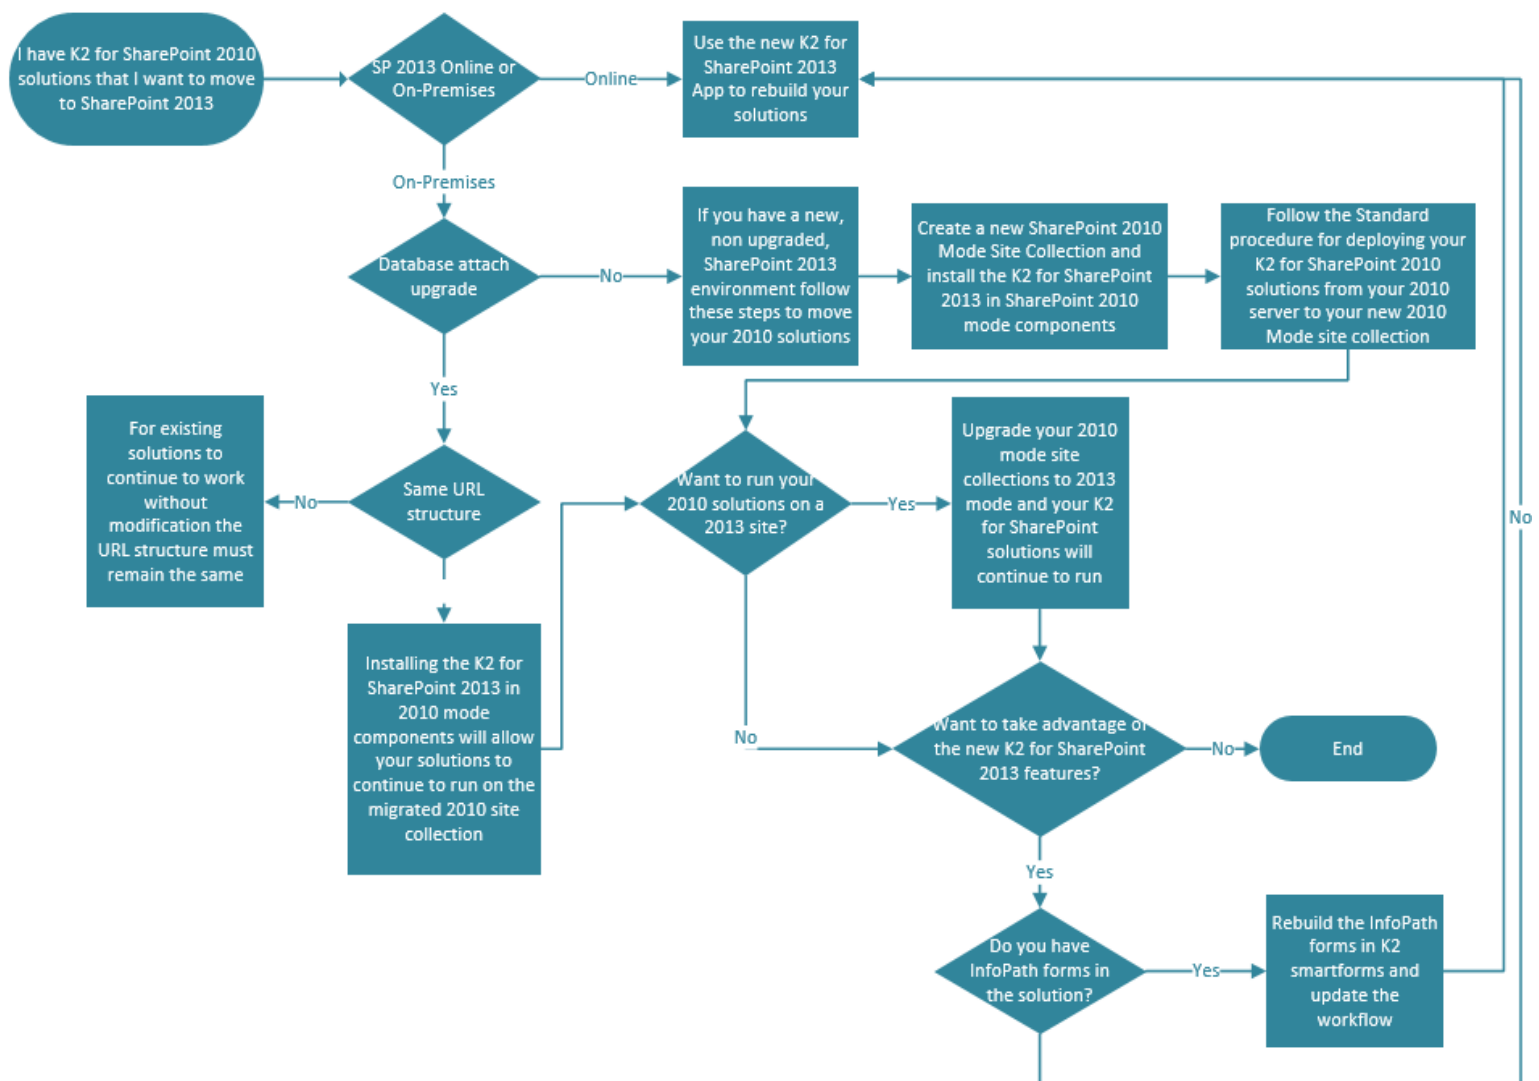 I have K2 for SharePoint 2010
solutions that I want to move
to SharePoint 2013
SP 2013 Online or
On-Premises
Online
Use the new K2 for
SharePoint 2013
App to rebuild your
solutions
On-Premises
Database attach
upgrade
No
If you have a new,
non upgraded,
SharePoint 2013
environment follow
these steps to move
your 2010 solutions
Create a new SharePoint 2010
Mode Site Collection and
install the K2 for SharePoint
2013 in SharePoint 2010
mode components
Follow the Standard
procedure for deploying your
K2 for SharePoint 2010
solutions from your 2010
server to your new 2010
Mode site collection
Yes
For existing
solutions to
continue to work
without
modification the
URL structure must
remain the same
No
Same URL
structure
Want to run your
2010 solutions on a
2013 site?
Yes
Upgrade your 2010
mode site
collections to 2013
mode and your K2
for SharePoint
solutions will
continue to run
No
Installing the K2 for
SharePoint 2013 in
2010 mode
components will allow
your solutions to
continue to run on the
migrated 2010 site
collection
No
Want to take advantage of
the new K2 for SharePoint
2013 features?
No
End
Yes
Do you have
InfoPath forms in
the solution?
Yes
Rebuild the InfoPath
forms in K2
smartforms and
update the
workflow